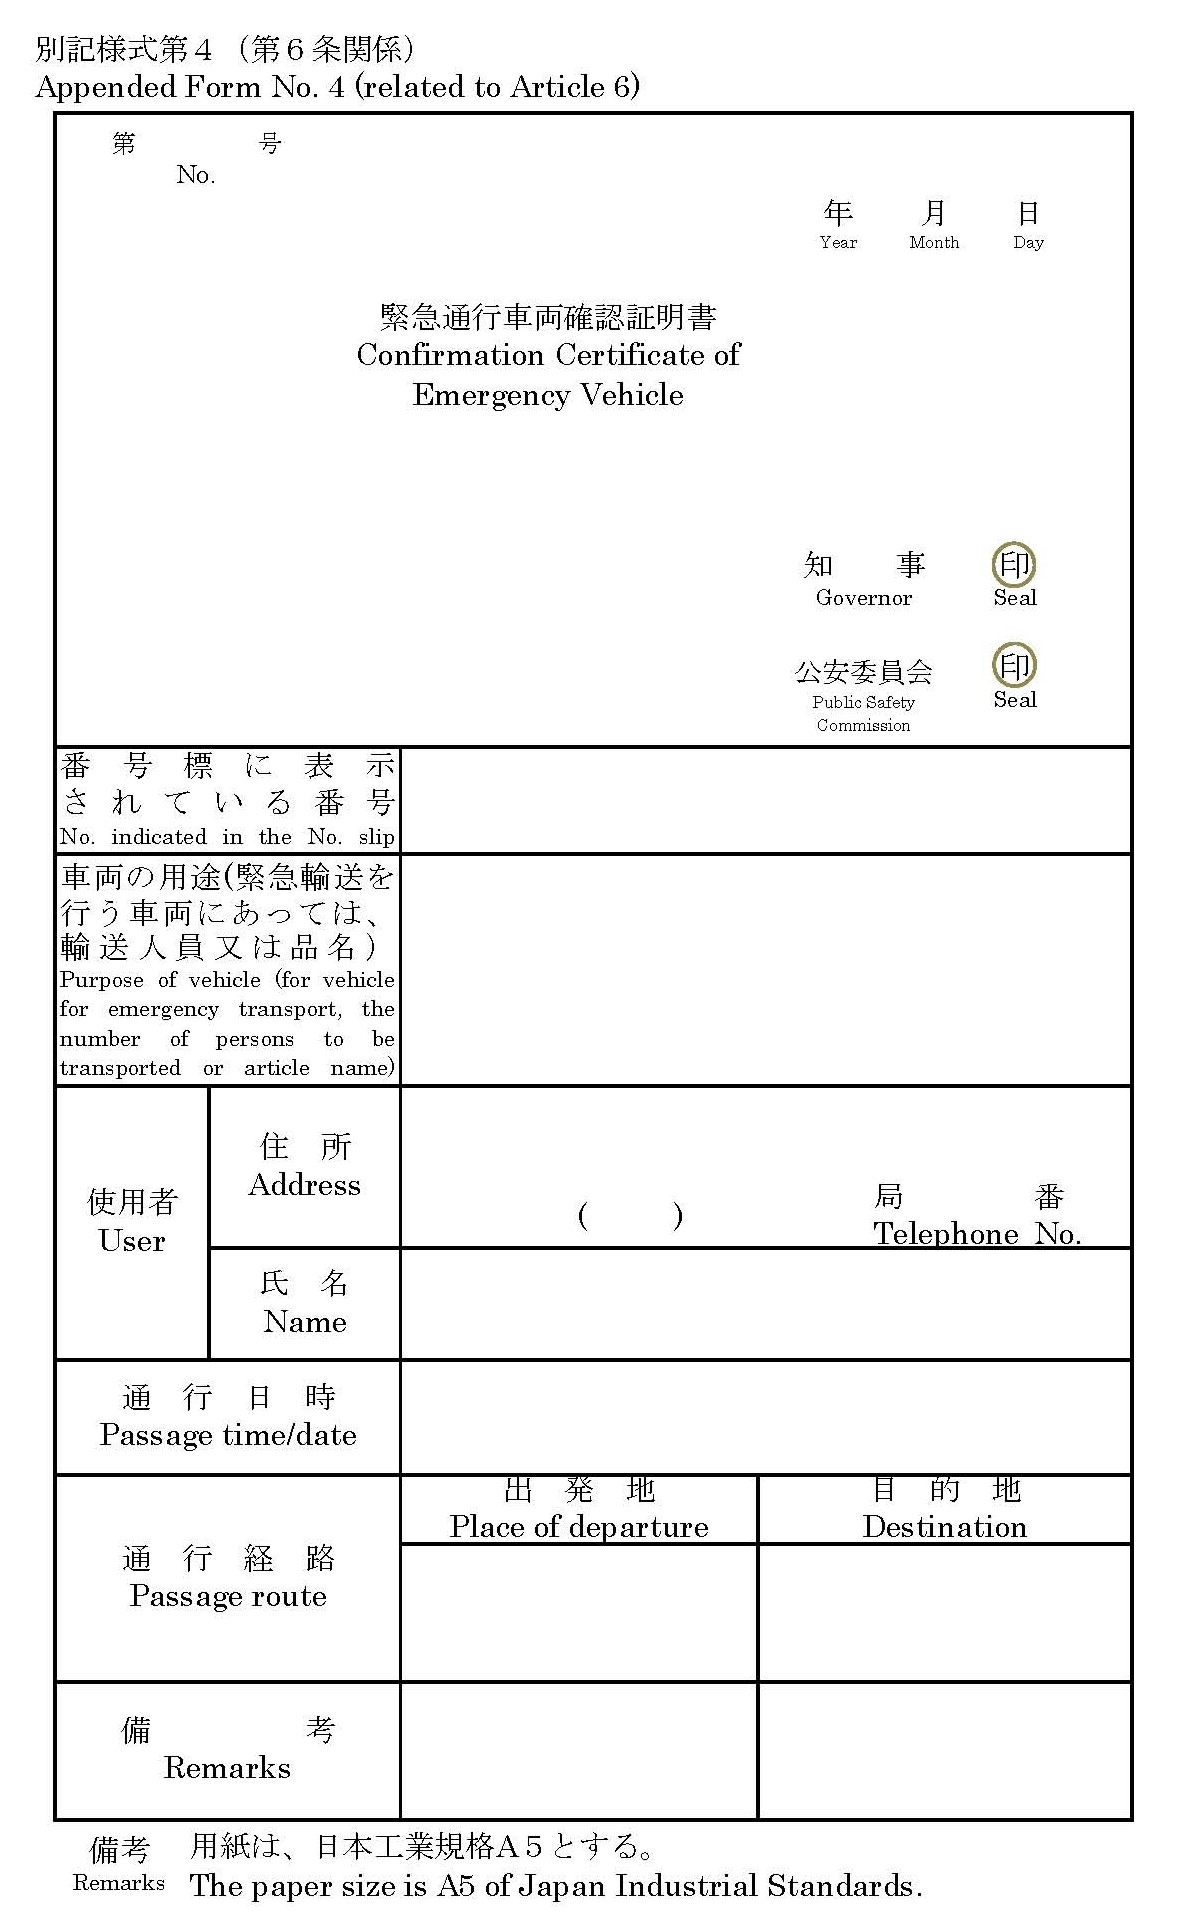 別記様式第４（第６条関係）
Appended Form No. 4 (related to Article 6)
第　　　　号
No.
年　月　日
Year　Month　Day
緊急通行車両確認証明書
Confirmation Certificate of
Emergency Vehicle
知　事　印
Governor　Seal
公安委員会　印
Public Safety　Seal
Commission
番号標に表示
されている番号
No. indicated in the No. slip
車両の用途(緊急輸送を
行う車両にあっては、
輸送人員又は品名）
Purpose of vehicle (for vehicle
for emergency transport, the
number of persons to be
transported or article name)
使用者
User
住　所
Address
(　　)　局　　番
Telephone No.
氏　名
Name
通　行　日　時
Passage time/date
通　行　経　路
Passage route
出　発　地
Place of departure
目　的　地
Destination
備　　考
Remarks
備考　用紙は、日本工業規格A５とする。
Remarks　The paper size is A5 of Japan Industrial Standards.